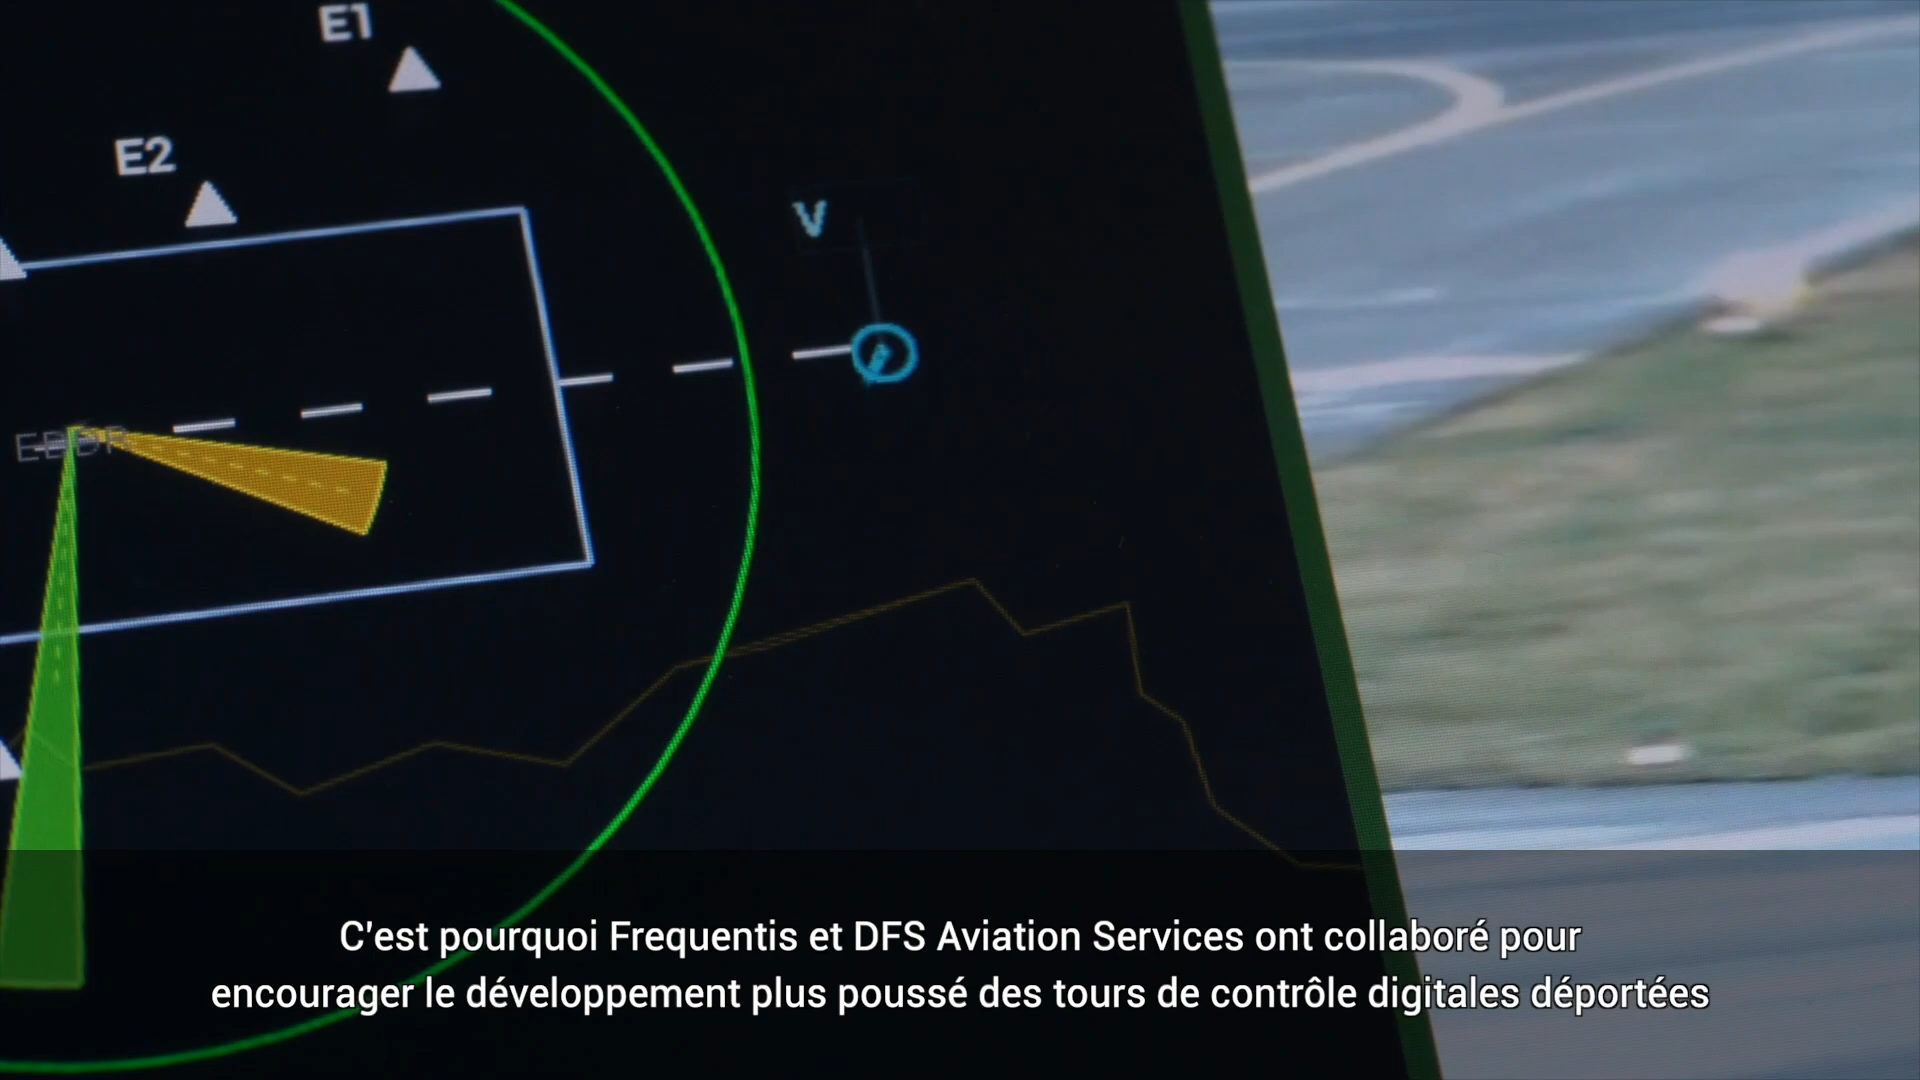 E1
E2
V
C'est pourquoi Frequentis et DFS Aviation Services ont collaboré pour
encourager le développement plus poussé des tours de contrôle digitales déportées